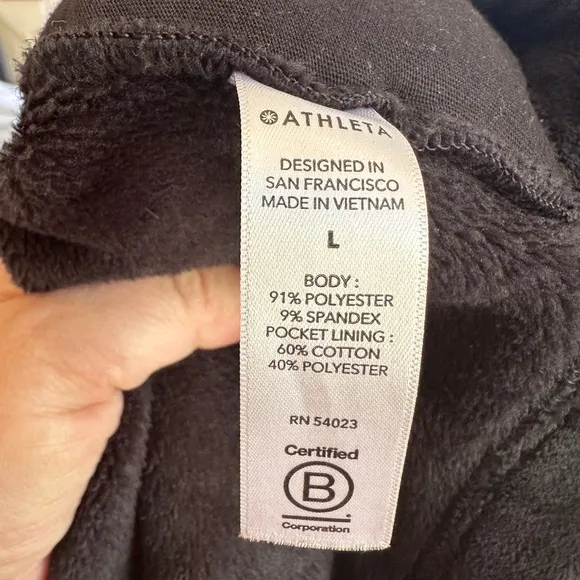 ATHLETA
DESIGNED IN
SAN FRANCISCO
MADE IN VIETNAM
L
BODY :
91% POLYESTER
9% SPANDEX
POCKET LINING :
60% COTTON
40% POLYESTER
RN 54023
Certified
B
Corporation